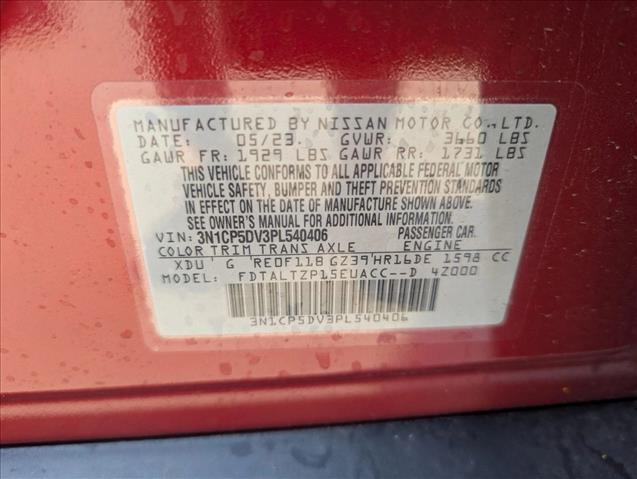 MANUFACTURED BY NISSAN MOTOR CO., LTD.
DATE: 05/23 GVWR: 3660 LBS
GAWR FR: 1929 LBS GAWR RR: 1731 LBS
THIS VEHICLE CONFORMS TO ALL APPLICABLE FEDERAL MOTOR
VEHICLE SAFETY, BUMPER AND THEFT PREVENTION STANDARDS
IN EFFECT ON THE DATE OF MANUFACTURE SHOWN ABOVE.
SEE OWNER'S MANUAL FOR ADDITIONAL INFORMATION.
VIN: 3N1CP5DV3PL540406 PASSENGER CAR
COLOR TRIM TRANS AXLE ENGINE
XDU G RE0F11B GZ39 HR16DE 1598 CC
MODEL: FDTALTZP15EUACC--D 4Z000
3N1CP5DV3PL540406